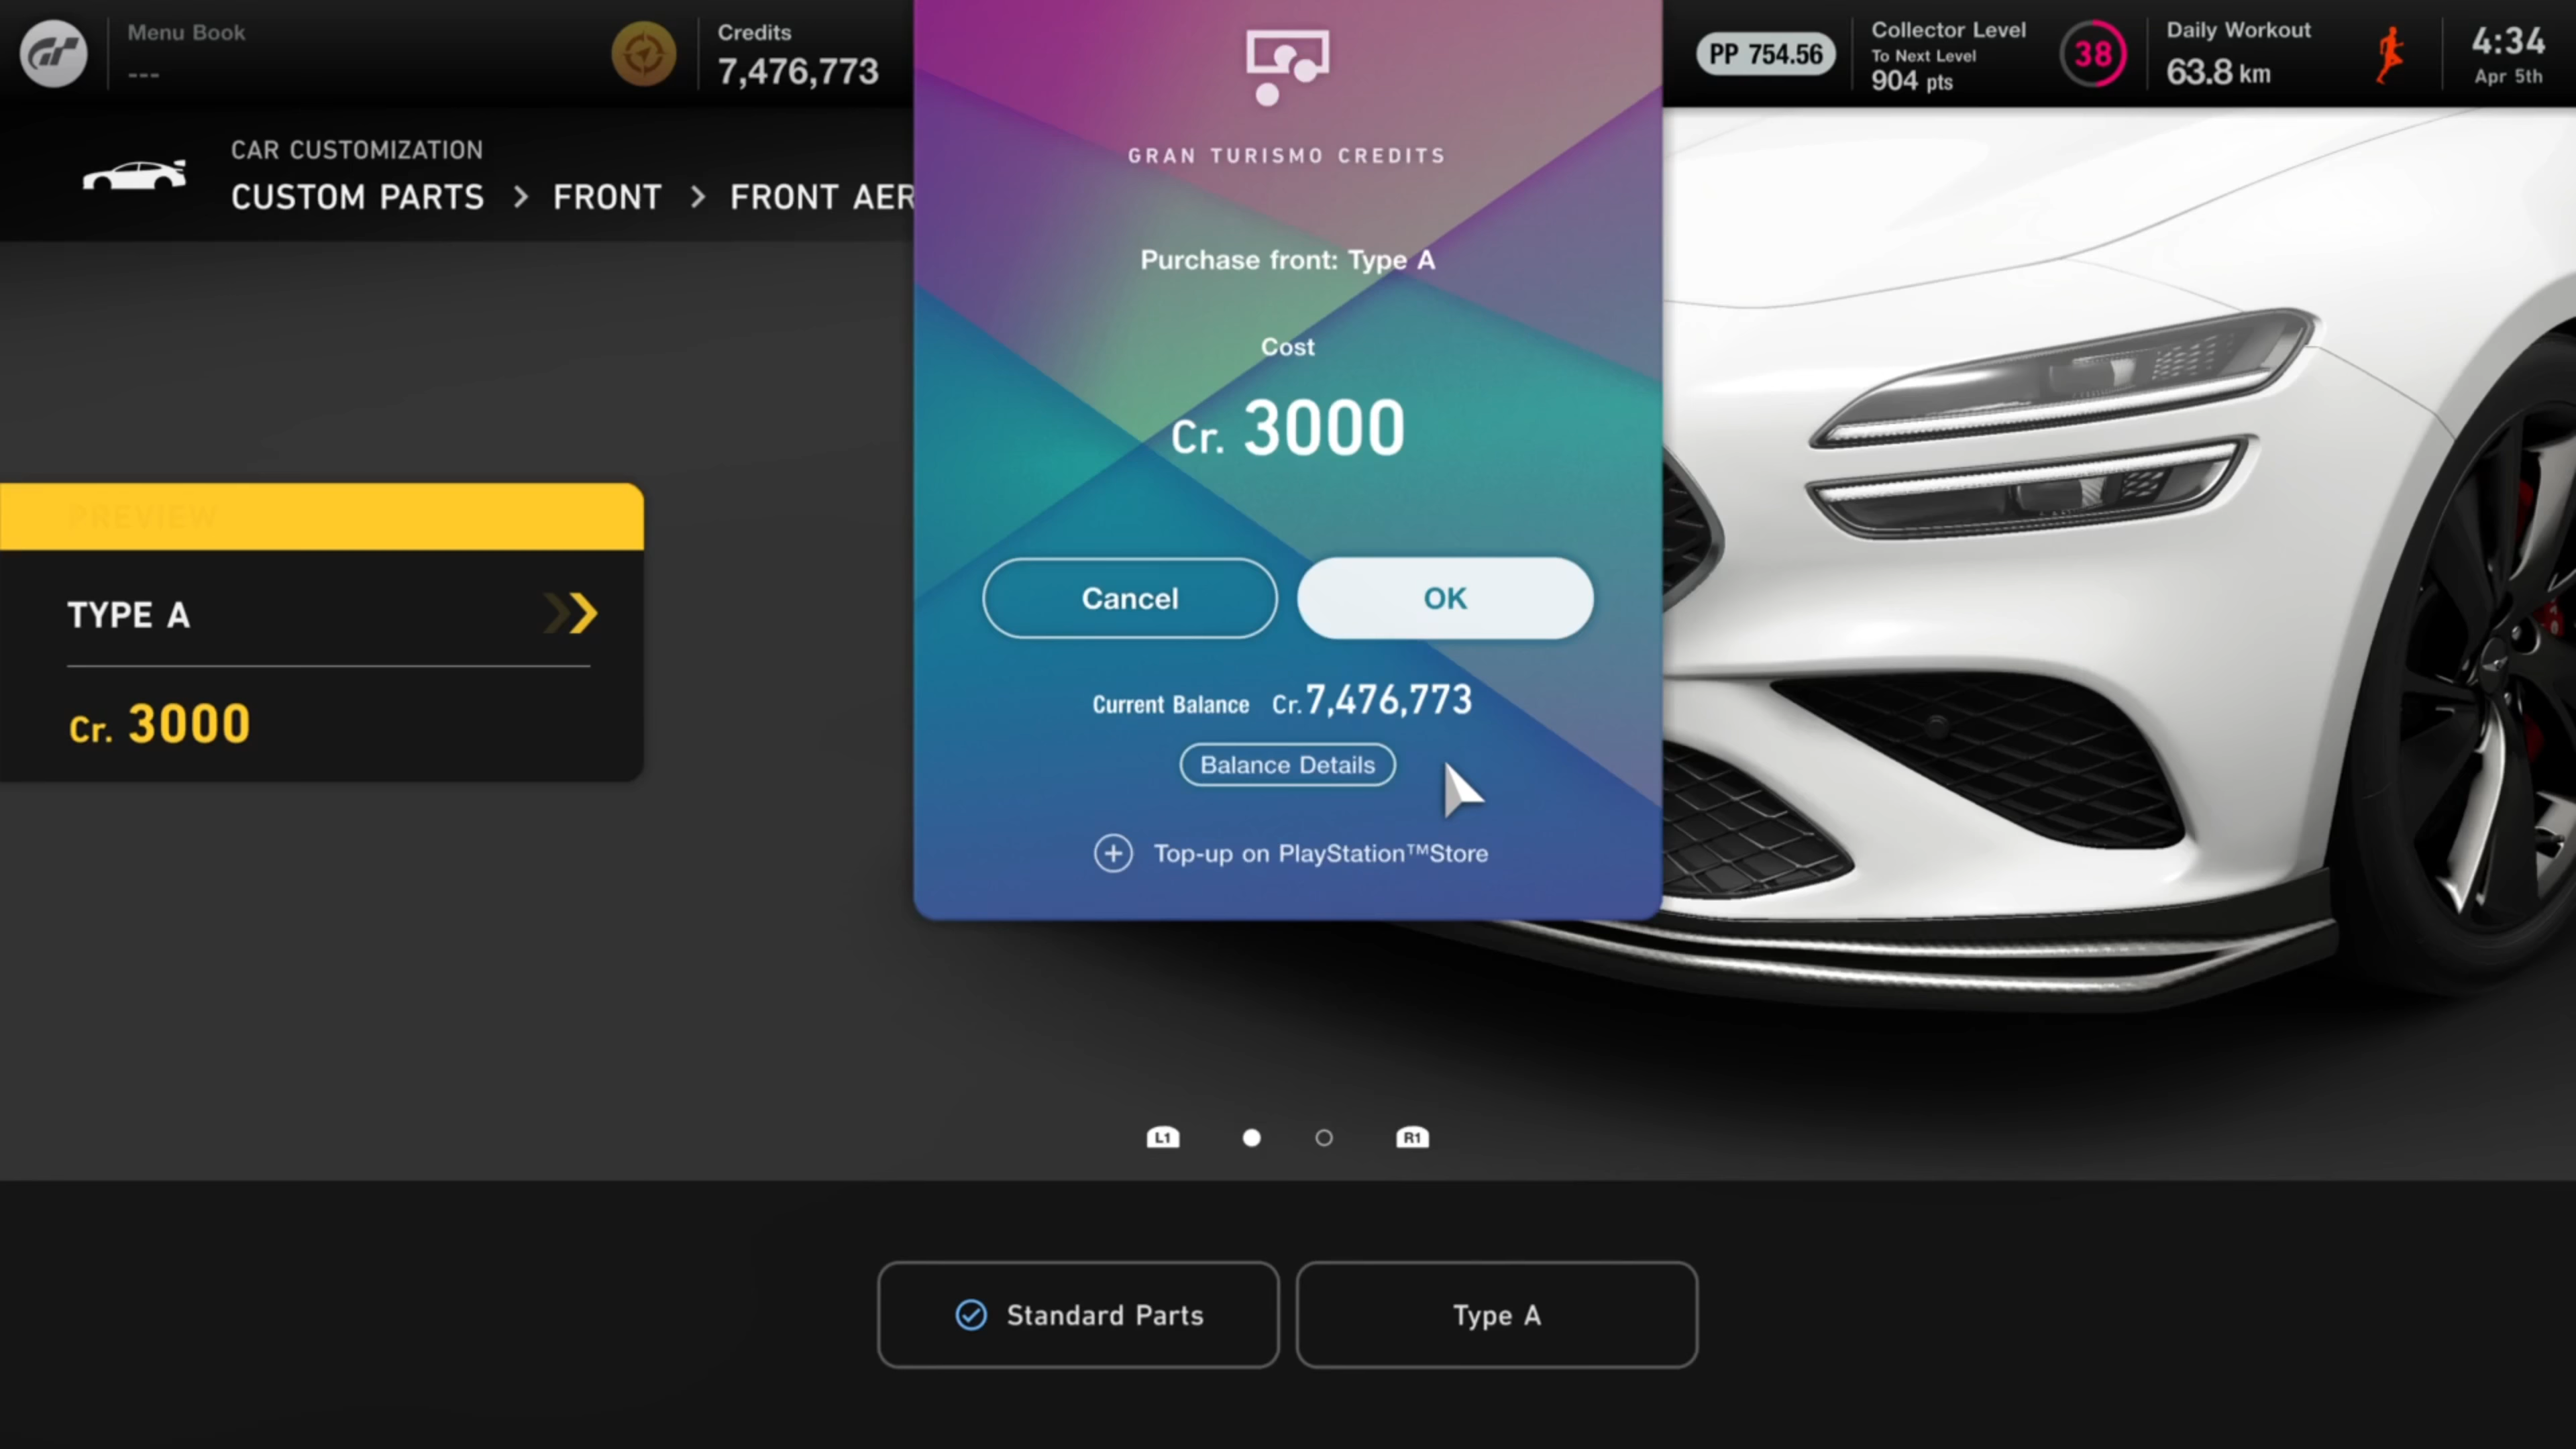 Menu Book
---
Credits
7,476,773
PP 754.56
Collector Level
To Next Level
904 pts
38
Daily Workout
63.8 km
4:34
Apr 5th
CAR CUSTOMIZATION
CUSTOM PARTS > FRONT > FRONT AER
GRAN TURISMO CREDITS
Purchase front: Type A
Cost
Cr. 3000
Cancel
OK
Current Balance Cr. 7,476,773
Balance Details
Top-up on PlayStation™Store
PREVIEW
TYPE A
Cr. 3000
L1
R1
Standard Parts
Type A